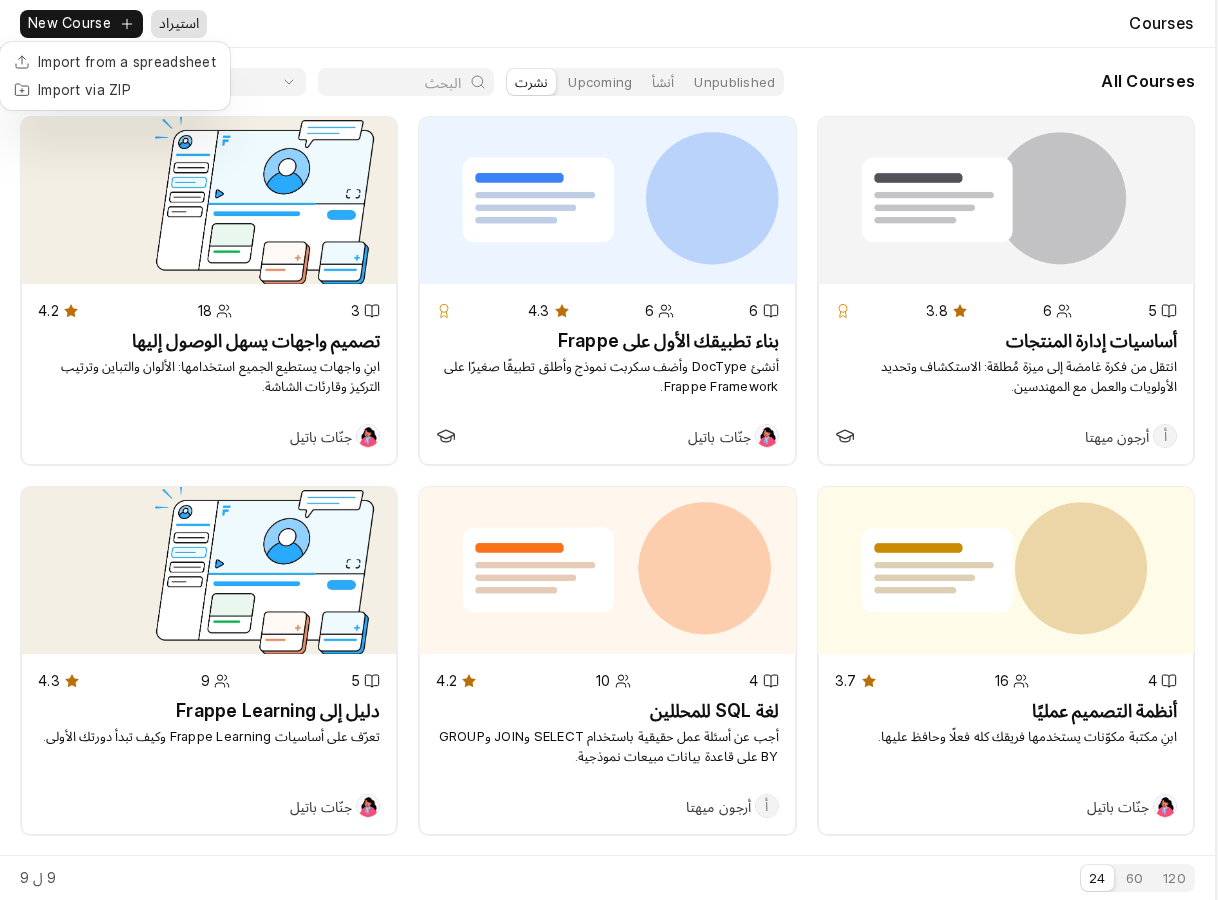 Courses
استيراد
New Course
Import from a spreadsheet
Import via ZIP
All Courses
Unpublished
أنشأ
Upcoming
نشرت
البحث
5
6
3.8
أساسيات إدارة المنتجات
انتقل من فكرة غامضة إلى ميزة مُطلقة: الاستكشاف وتحديد
الأولويات والعمل مع المهندسين.
أ
أرجون ميهتا
6
6
4.3
بناء تطبيقك الأول على Frappe
أنشئ DocType وأضف سكربت نموذج وأطلق تطبيقًا صغيرًا على
Frappe Framework.
جنّات باتيل
3
18
4.2
تصميم واجهات يسهل الوصول إليها
ابنِ واجهات يستطيع الجميع استخدامها: الألوان والتباين وترتيب
التركيز وقارئات الشاشة.
جنّات باتيل
4
16
3.7
أنظمة التصميم عمليًا
ابنِ مكتبة مكوّنات يستخدمها فريقك كله فعلًا وحافظ عليها.
جنّات باتيل
4
10
4.2
لغة SQL للمحللين
أجب عن أسئلة عمل حقيقية باستخدام SELECT وJOIN وGROUP
BY على قاعدة بيانات مبيعات نموذجية.
أ
أرجون ميهتا
5
9
4.3
دليل إلى Frappe Learning
تعرّف على أساسيات Frappe Learning وكيف تبدأ دورتك الأولى.
جنّات باتيل
120
60
24
9 ل 9